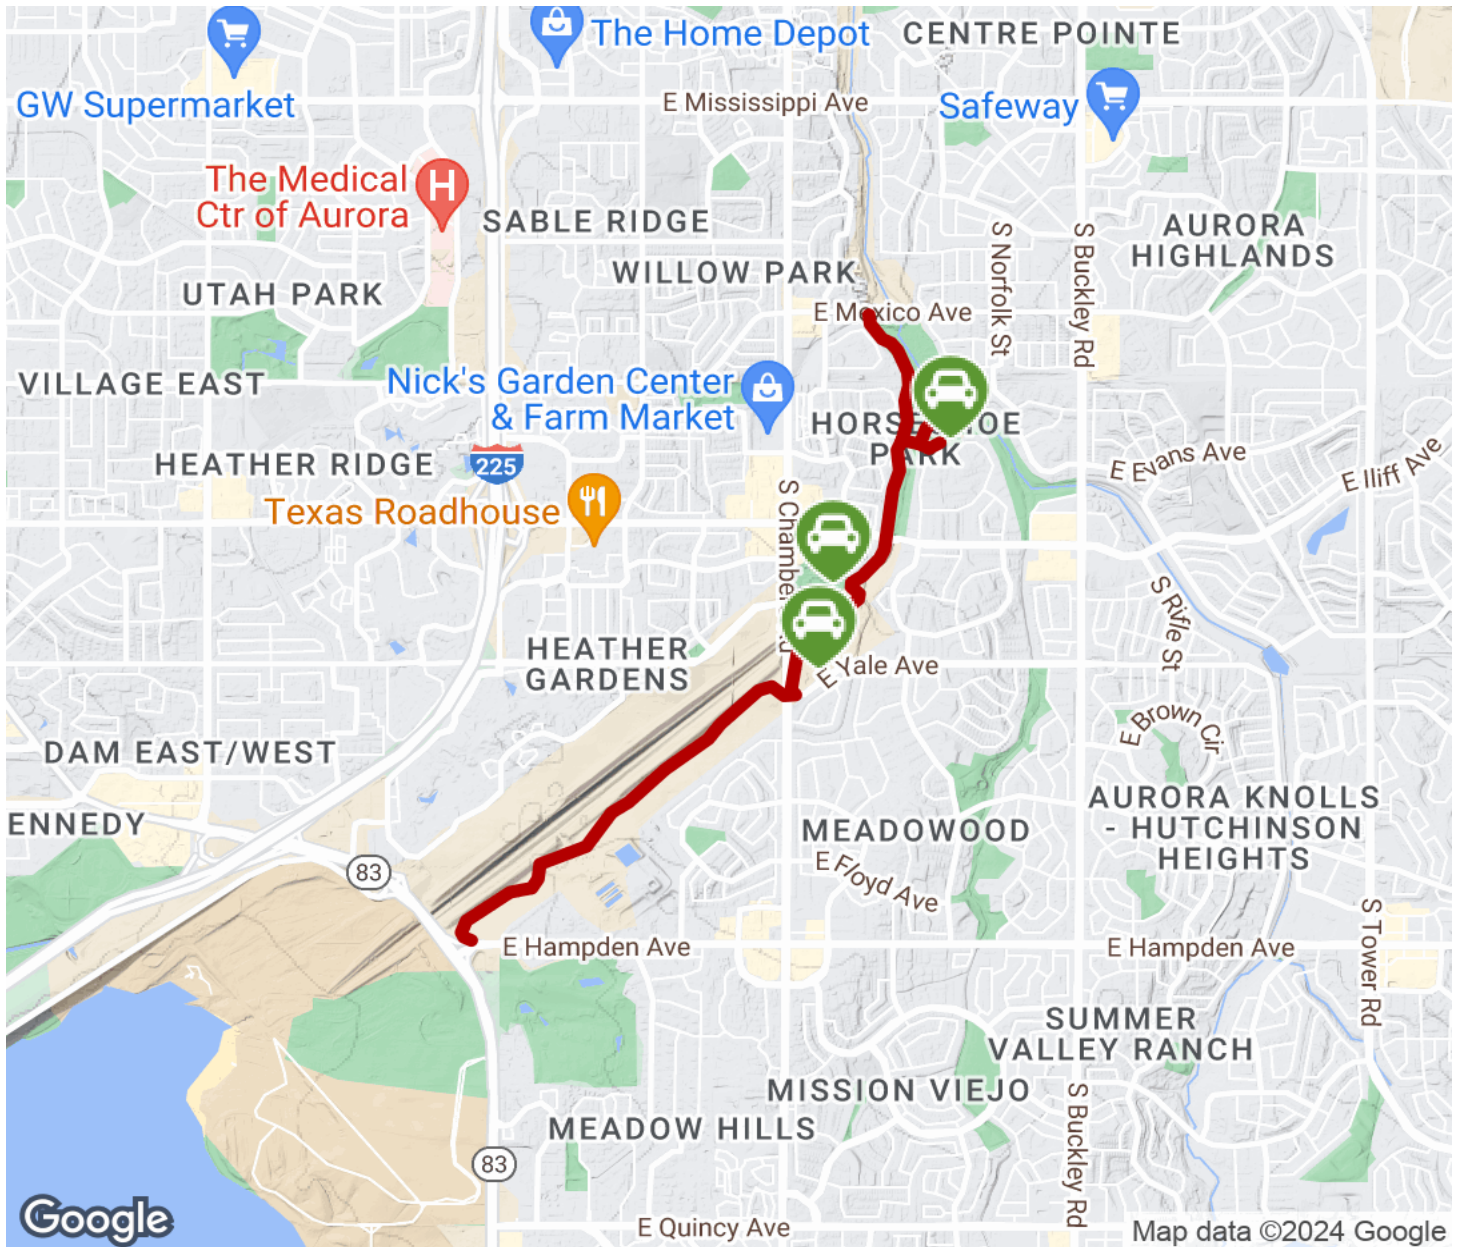 The Home Depot
CENTRE POINTE
GW Supermarket
E Mississippi Ave
Safeway
The Medical
Ctr of Aurora
H
SABLE RIDGE
S Norfolk St
S Buckley Rd
AURORA
HIGHLANDS
WILLOW PARK
UTAH PARK
E Mexico Ave
VILLAGE EAST
Nick's Garden Center
& Farm Market
PARK
HEATHER RIDGE
225
E Evans Ave
E Iliff Ave
Texas Roadhouse
S
S Rifle St
HEATHER
GARDENS
E Yale Ave
E Brown Cir
DAM EAST/WEST
ENNEDY
AURORA KNOLLS
- HUTCHINSON
HEIGHTS
MEADOWOOD
E Floyd Ave
83
S Tower Rd
E Hampden Ave
E Hampden Ave
SUMMER
VALLEY RANCH
MISSION VIEJO
MEADOW HILLS
S Buckley Rd
83
Google
E Quincy Ave
Map data ©2024 Google